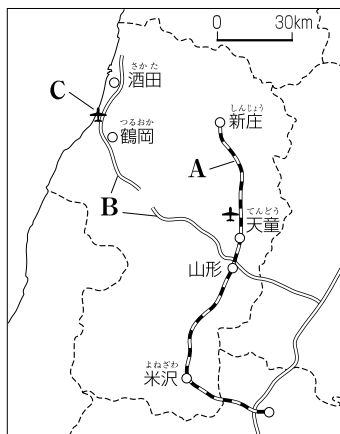 0 30km
さかた
酒田
C
つるおか
鶴岡
しんじょう
新庄
A
B
てんどう
天童
山形
よねざわ
米沢